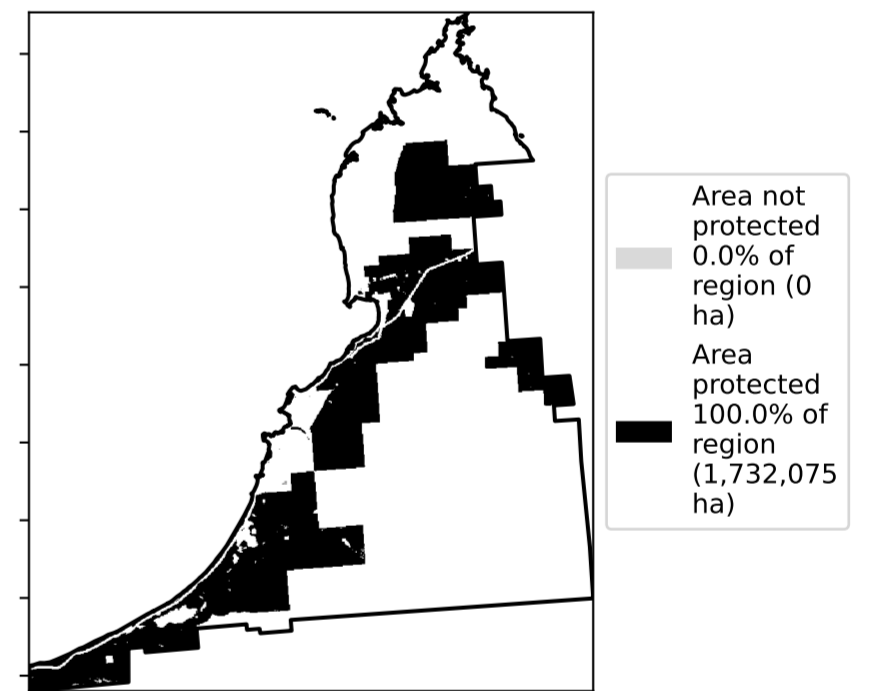 Area not
protected
0.0% of
region (0
ha)
Area
protected
100.0% of
region
(1,732,075
ha)